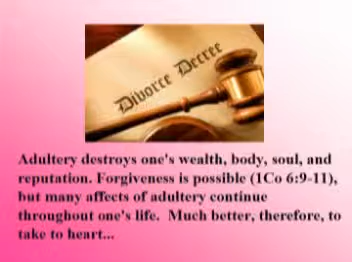 Divorce Decree
Adultery destroys one's wealth, body, soul, and
reputation. Forgiveness is possible (1Co 6:9-11),
but many affects of adultery continue
throughout one's life.  Much better, therefore, to
take to heart...